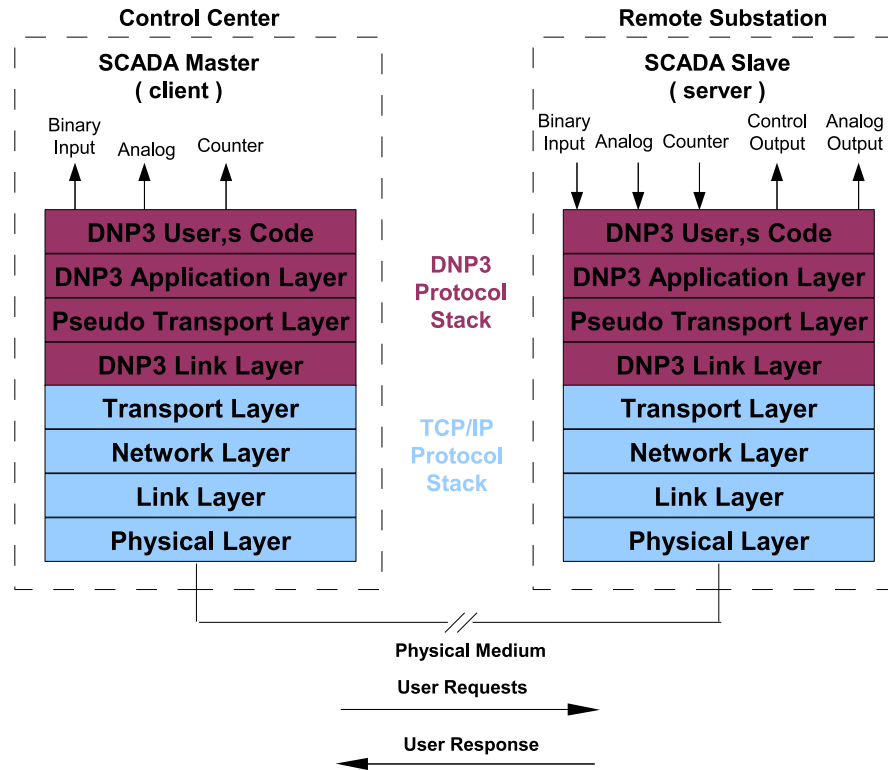 Control Center
Remote Substation
SCADA Master
( client )
SCADA Slave
( server )
Binary
Input
Analog
Counter
Binary
Input
Analog
Counter
Control
Output
Analog
Output
DNP3 User,s Code
DNP3 Application Layer
Pseudo Transport Layer
DNP3 Link Layer
Transport Layer
Network Layer
Link Layer
Physical Layer
DNP3
Protocol
Stack
TCP/IP
Protocol
Stack
DNP3 User,s Code
DNP3 Application Layer
Pseudo Transport Layer
DNP3 Link Layer
Transport Layer
Network Layer
Link Layer
Physical Layer
Physical Medium
User Requests
User Response